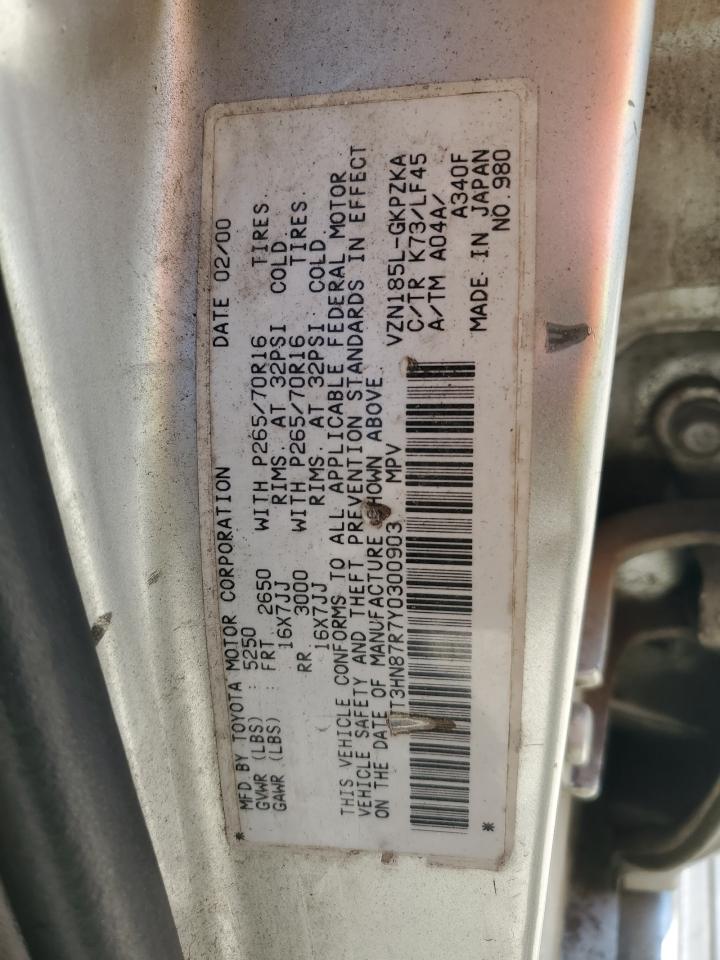 MFD. BY TOYOTA MOTOR CORPORATION DATE 02/00
GVWR (LBS) : 5250
GAWR (LBS) : FRT 2650 WITH P265/70R16 TIRES.
16X7JJ RIMS. AT 32PSI COLD.
RR. 3000 WITH P265/70R16 TIRES.
16X7JJ RIMS. AT 32PSI COLD
THIS VEHICLE CONFORMS TO ALL APPLICABLE FEDERAL MOTOR
VEHICLE SAFETY AND THEFT PREVENTION STANDARDS IN EFFECT
ON THE DATE OF MANUFACTURE SHOWN ABOVE.
T3HN87R7Y0300903 MPV VZN185L-GKPZKA
* * C/TR K73/LF45
A/TM A04A/
A340F
MADE IN JAPAN
NO.980